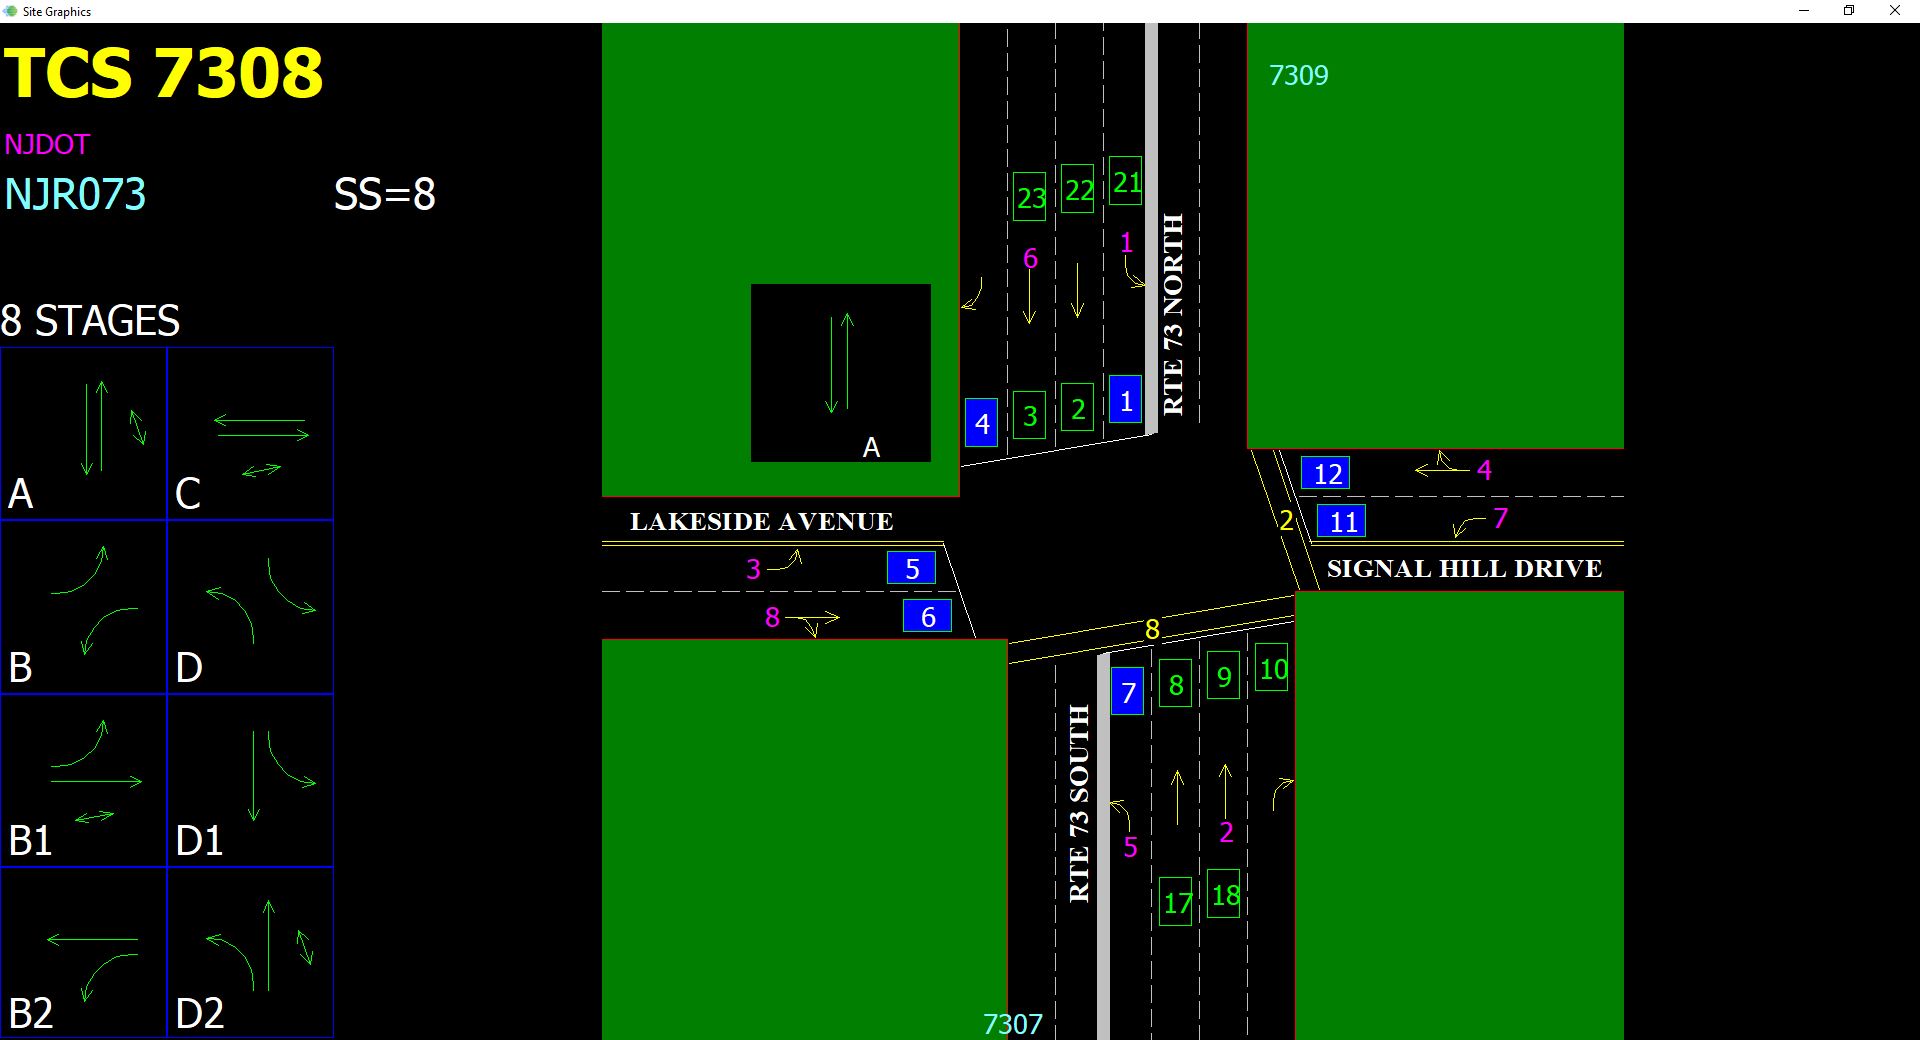 Site Graphics
TCS 7308
NJDOT
NJR073 SS=8
8 STAGES
A C
B D
B1 D1
B2 D2
A
7309
23 22 21
6 1
RTE 73 NORTH
4 3 2 1
12 4
11 7
2
LAKESIDE AVENUE
SIGNAL HILL DRIVE
3 5
8 6
8
7 8 9 10
RTE 73 SOUTH
5 2
17 18
7307